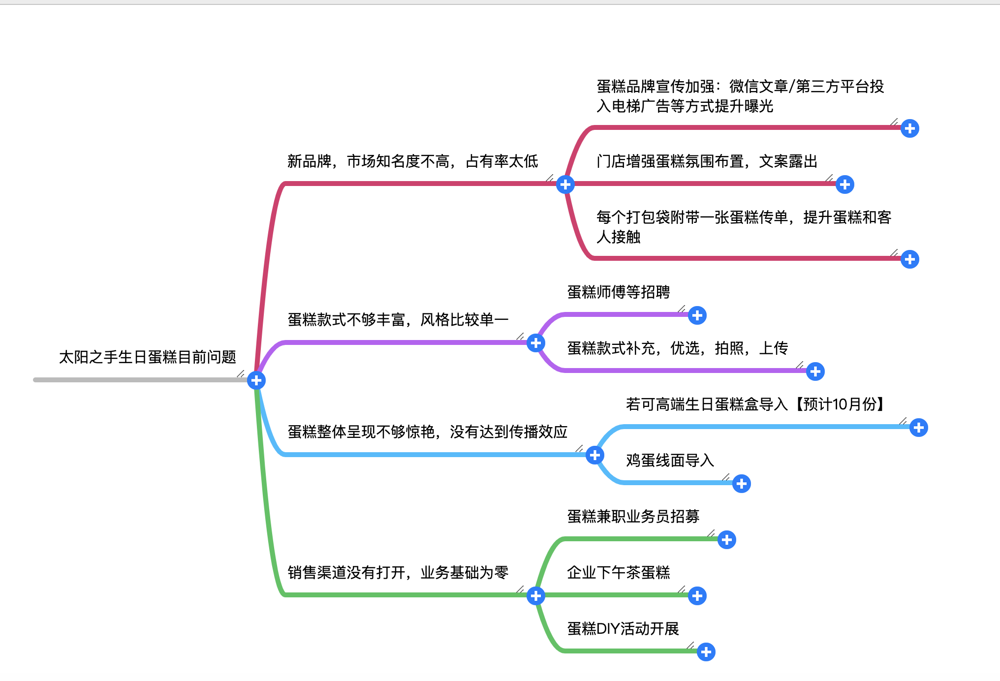 太阳之手生日蛋糕目前问题
新品牌，市场知名度不高，占有率太低
蛋糕品牌宣传加强：微信文章/第三方平台投
入电梯广告等方式提升曝光
门店增强蛋糕氛围布置，文案露出
每个打包袋附带一张蛋糕传单，提升蛋糕和客
人接触
蛋糕款式不够丰富，风格比较单一
蛋糕师傅等招聘
蛋糕款式补充，优选，拍照，上传
蛋糕整体呈现不够惊艳，没有达到传播效应
若可高端生日蛋糕盒导入【预计10月份】
鸡蛋线面导入
销售渠道没有打开，业务基础为零
蛋糕兼职业务员招募
企业下午茶蛋糕
蛋糕DIY活动开展